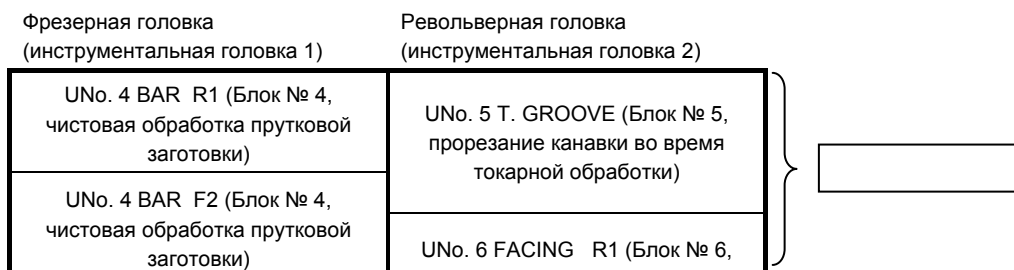 Фрезерная головка
(инструментальная головка 1)
Револьверная головка
(инструментальная головка 2)
UNo. 4 BAR R1 (Блок № 4,
чистовая обработка прутковой
заготовки)
UNo. 4 BAR F2 (Блок № 4,
чистовая обработка прутковой
заготовки)
UNo. 5 T. GROOVE (Блок № 5,
прорезание канавки во время
токарной обработки)
UNo. 6 FACING R1 (Блок № 6,